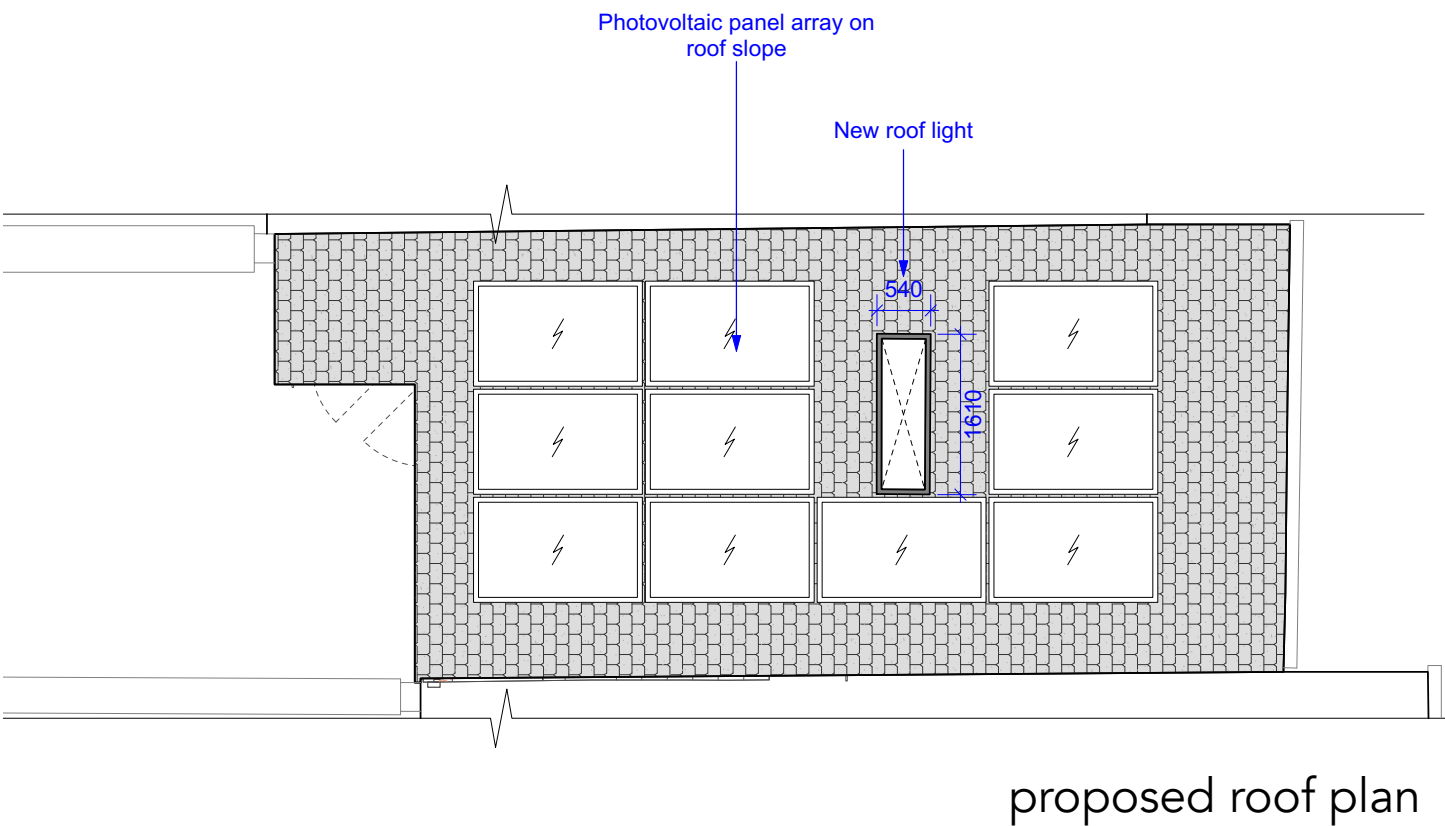 Photovoltaic panel array on
roof slope
New roof light
540
1610
proposed roof plan